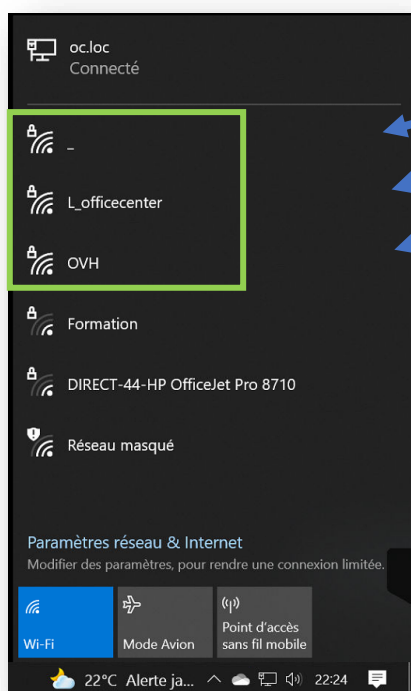 oc.loc
Connecté
_
L_officecenter
OVH
Formation
DIRECT-44-HP OfficeJet Pro 8710
Réseau masqué
Paramètres réseau & Internet
Modifier des paramètres, pour rendre une connexion limitée.
Wi-Fi
Mode Avion
Point d'accès
sans fil mobile
22°C Alerte ja... 22:24